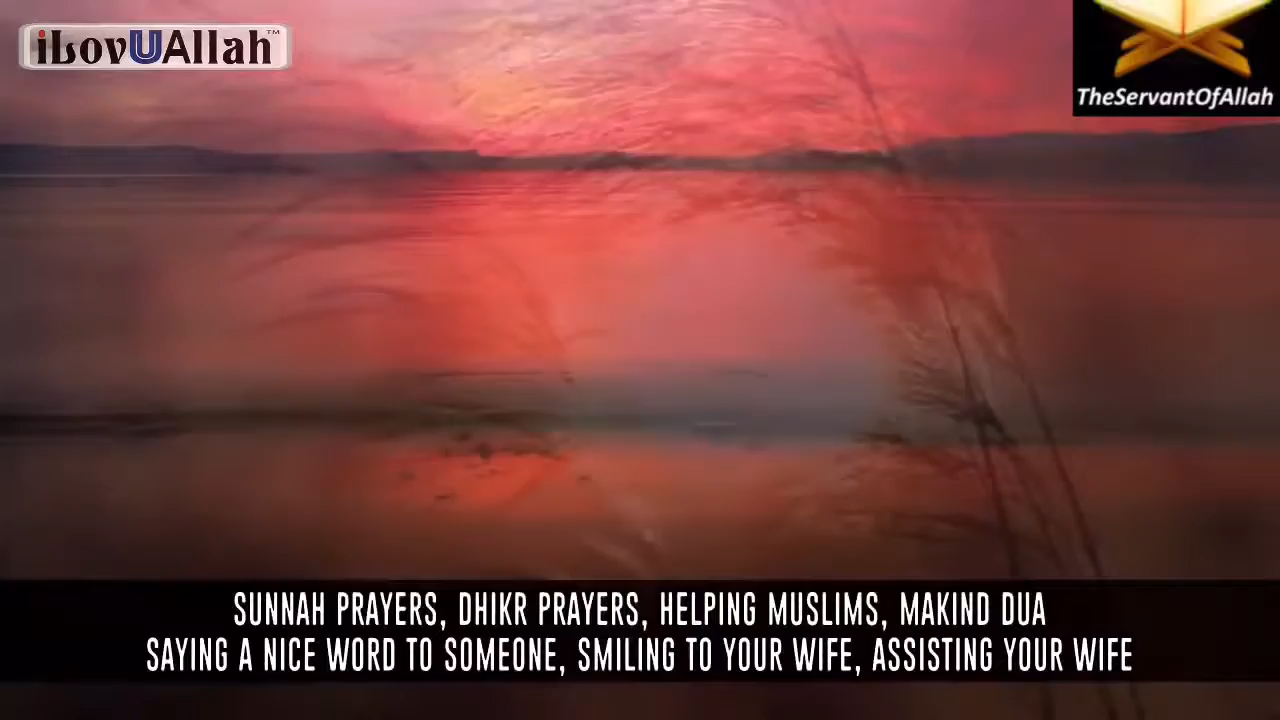 iLovUAllah™
TheServantOfAllah
SUNNAH PRAYERS, DHIKR PRAYERS, HELPING MUSLIMS, MAKIND DUA
SAYING A NICE WORD TO SOMEONE, SMILING TO YOUR WIFE, ASSISTING YOUR WIFE